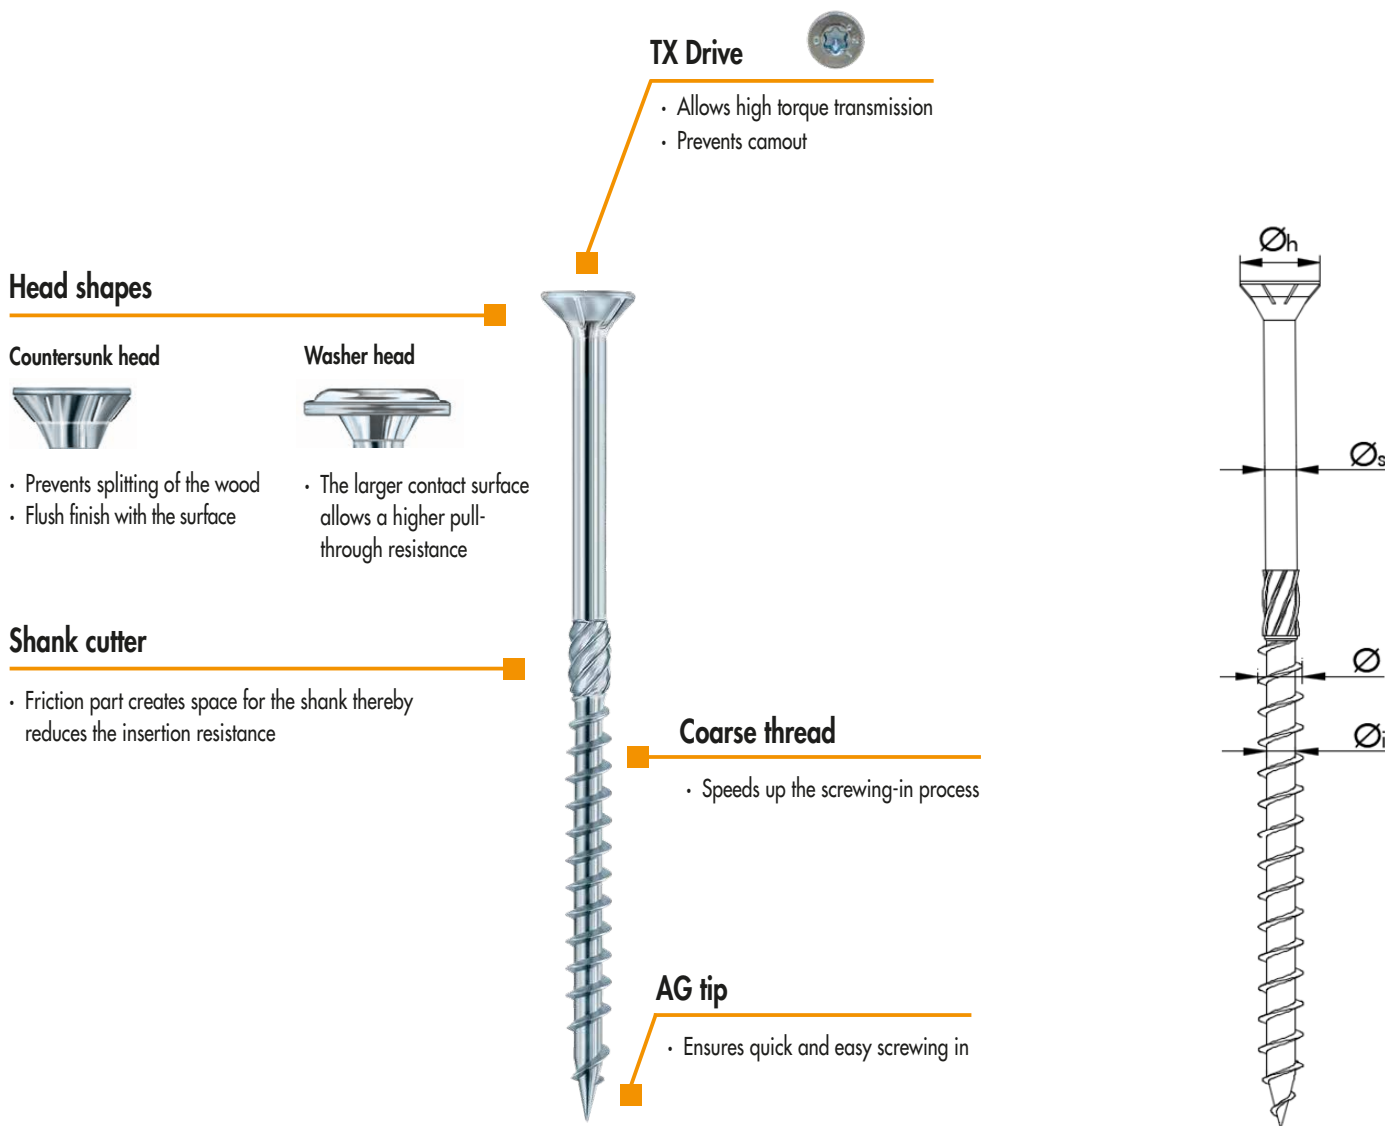 TX Drive
· Allows high torque transmission
· Prevents camout
Head shapes
Countersunk head
· Prevents splitting of the wood
· Flush finish with the surface
Washer head
· The larger contact surface
allows a higher pull-
through resistance
Shank cutter
· Friction part creates space for the shank thereby
reduces the insertion resistance
Coarse thread
· Speeds up the screwing-in process
AG tip
· Ensures quick and easy screwing in
Øh
Øs
Ø
Øi